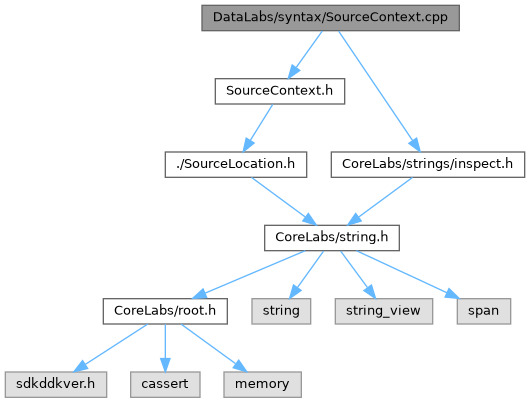 DataLabs/syntax/SourceContext.cpp
SourceContext.h
./SourceLocation.h
CoreLabs/strings/inspect.h
CoreLabs/string.h
CoreLabs/root.h
string
string_view
span
sdkddkver.h
cassert
memory